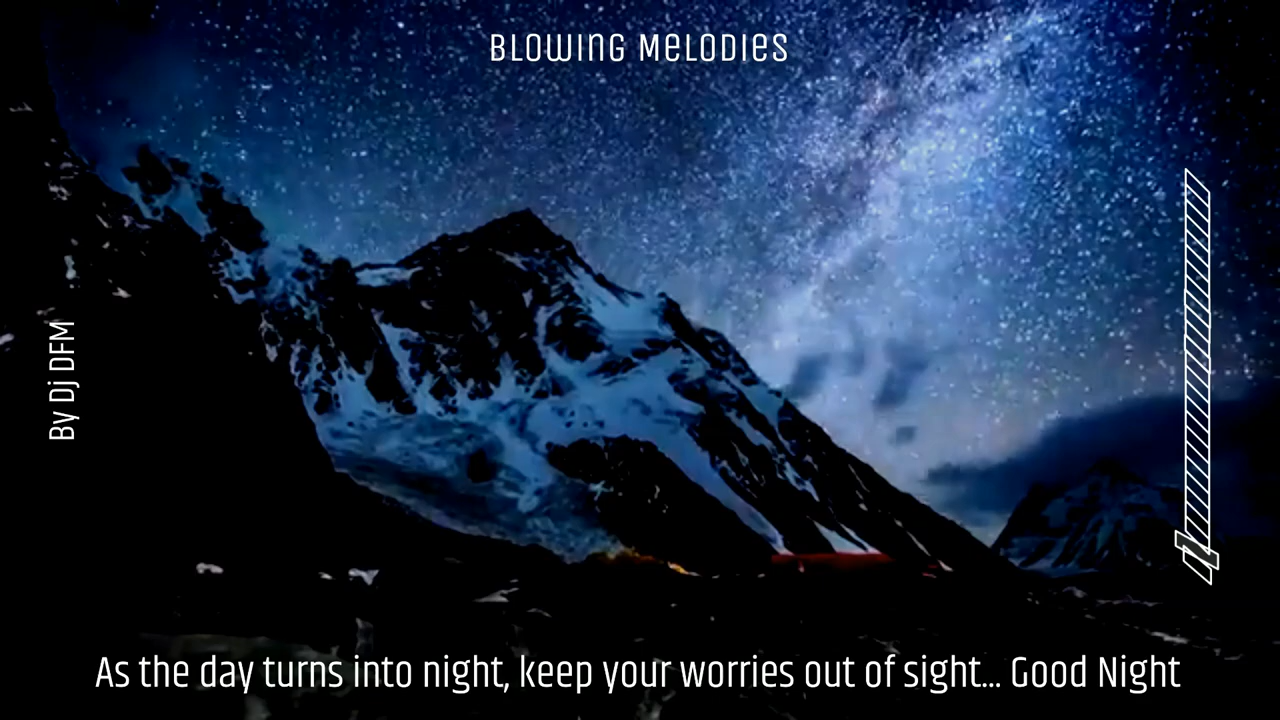 BLOWING MELODIES
By Dj DFM
As the day turns into night, keep your worries out of sight... Good Night